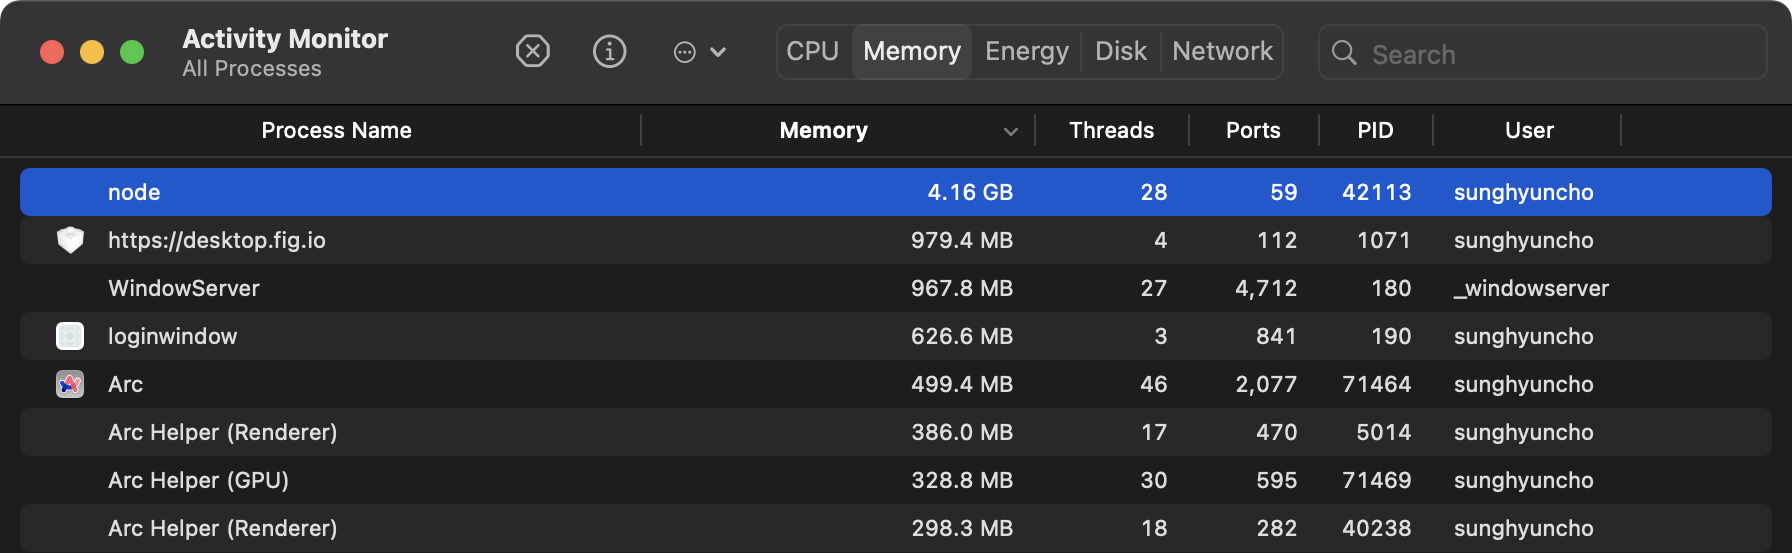 Activity Monitor
All Processes
CPU Memory Energy Disk Network Search
Process Name Memory Threads Ports PID User
node 4.16 GB 28 59 42113 sunghyuncho
https://desktop.fig.io 979.4 MB 4 112 1071 sunghyuncho
WindowServer 967.8 MB 27 4,712 180 _windowserver
loginwindow 626.6 MB 3 841 190 sunghyuncho
Arc 499.4 MB 46 2,077 71464 sunghyuncho
Arc Helper (Renderer) 386.0 MB 17 470 5014 sunghyuncho
Arc Helper (GPU) 328.8 MB 30 595 71469 sunghyuncho
Arc Helper (Renderer) 298.3 MB 18 282 40238 sunghyuncho